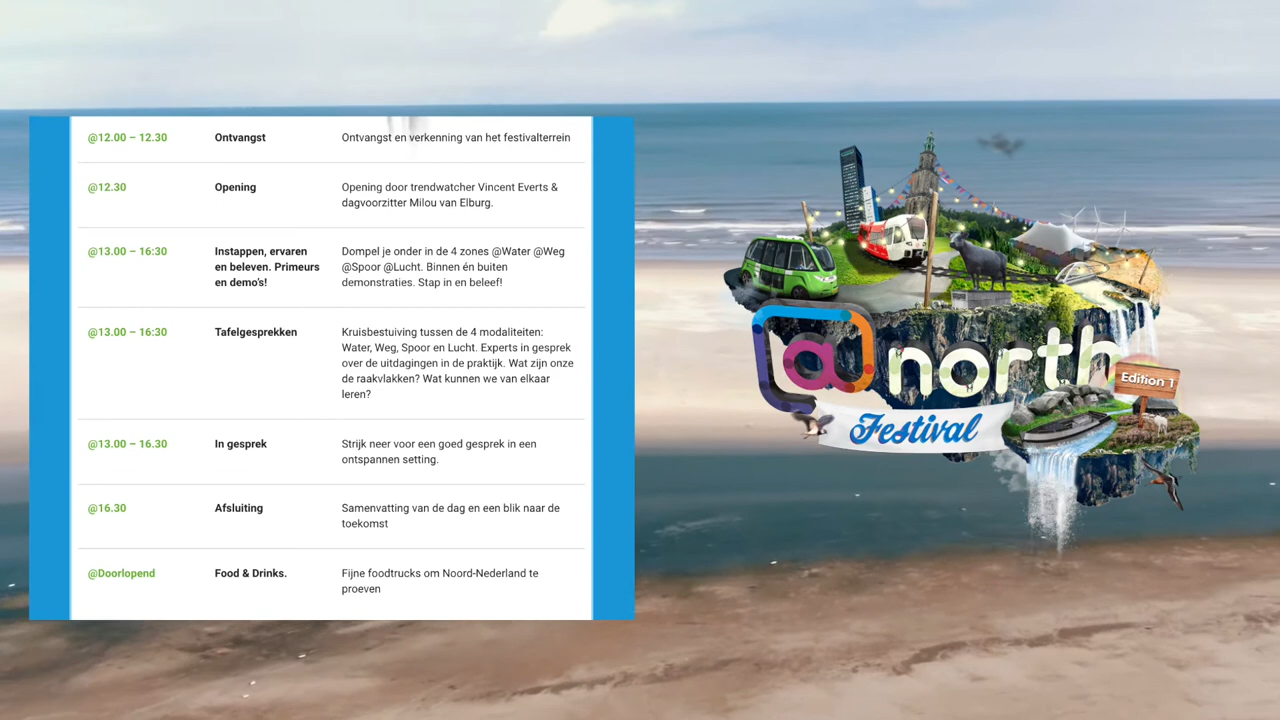 @12.00 – 12.30 Ontvangst Ontvangst en verkenning van het festivalterrein
@12.30 Opening Opening door trendwatcher Vincent Everts &
dagvoorzitter Milou van Elburg.
@13.00 – 16:30 Instappen, ervaren Dompel je onder in de 4 zones @Water @Weg
en beleven. Primeurs @Spoor @Lucht. Binnen én buiten
en demo's! demonstraties. Stap in en beleef!
@13.00 – 16:30 Tafelgesprekken Kruisbestuiving tussen de 4 modaliteiten:
Water, Weg, Spoor en Lucht. Experts in gesprek
over de uitdagingen in de praktijk. Wat zijn onze
de raakvlakken? Wat kunnen we van elkaar
leren?
@13.00 – 16.30 In gesprek Strijk neer voor een goed gesprek in een
ontspannen setting.
@16.30 Afsluiting Samenvatting van de dag en een blik naar de
toekomst
@Doorlopend Food & Drinks. Fijne foodtrucks om Noord-Nederland te
proeven
@north
Edition 1
Festival